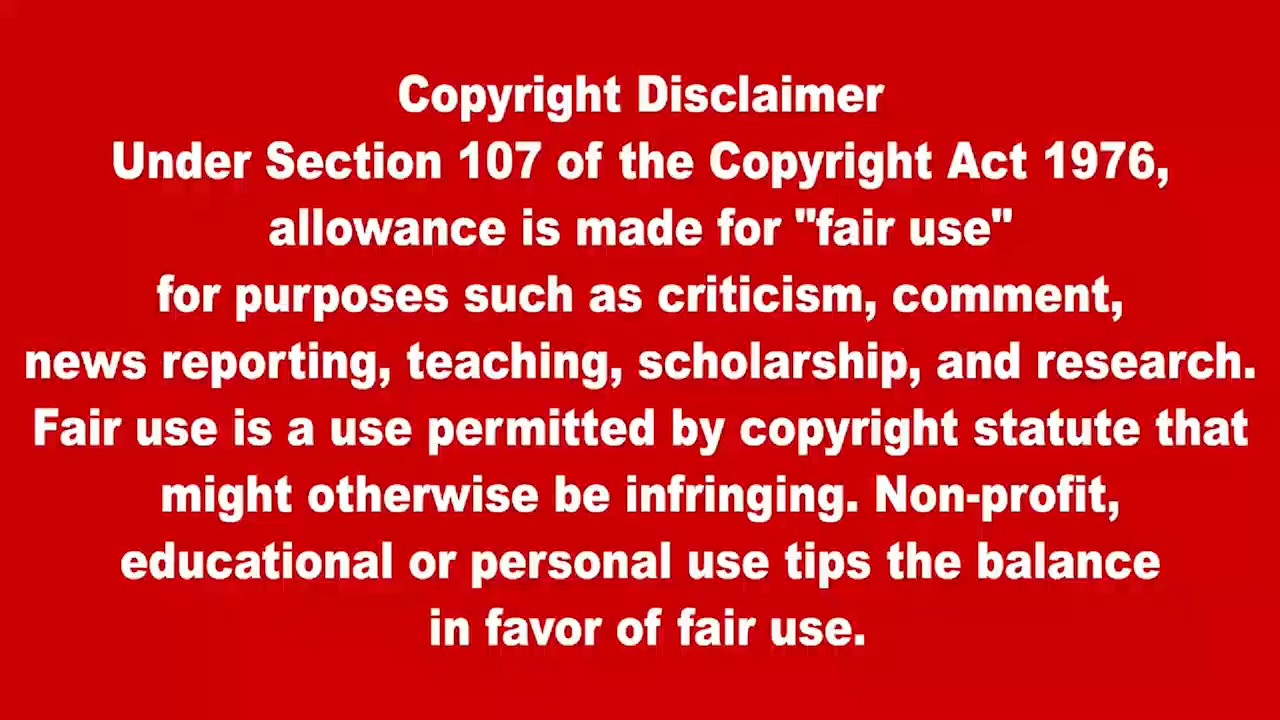 Copyright Disclaimer
Under Section 107 of the Copyright Act 1976,
allowance is made for "fair use"
for purposes such as criticism, comment,
news reporting, teaching, scholarship, and research.
Fair use is a use permitted by copyright statute that
might otherwise be infringing. Non-profit,
educational or personal use tips the balance
in favor of fair use.